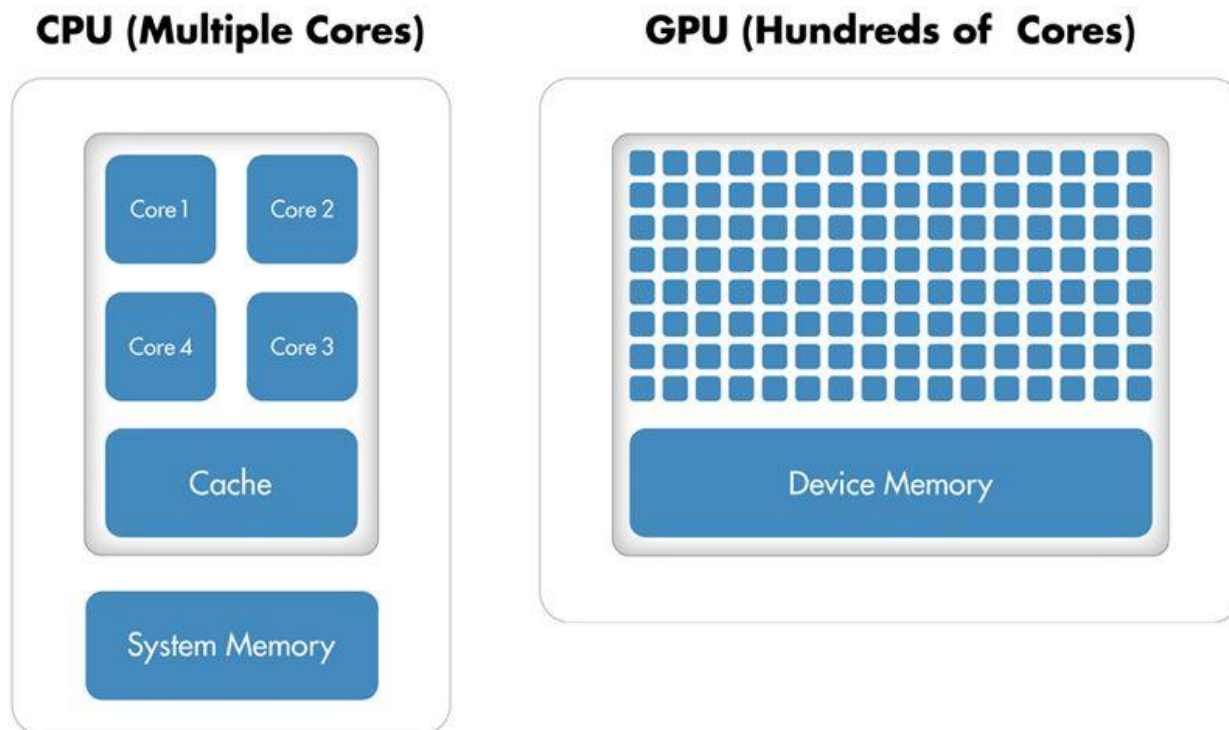 CPU (Multiple Cores)
GPU (Hundreds of Cores)
Core 1
Core 2
Core 4
Core 3
Cache
System Memory
Device Memory